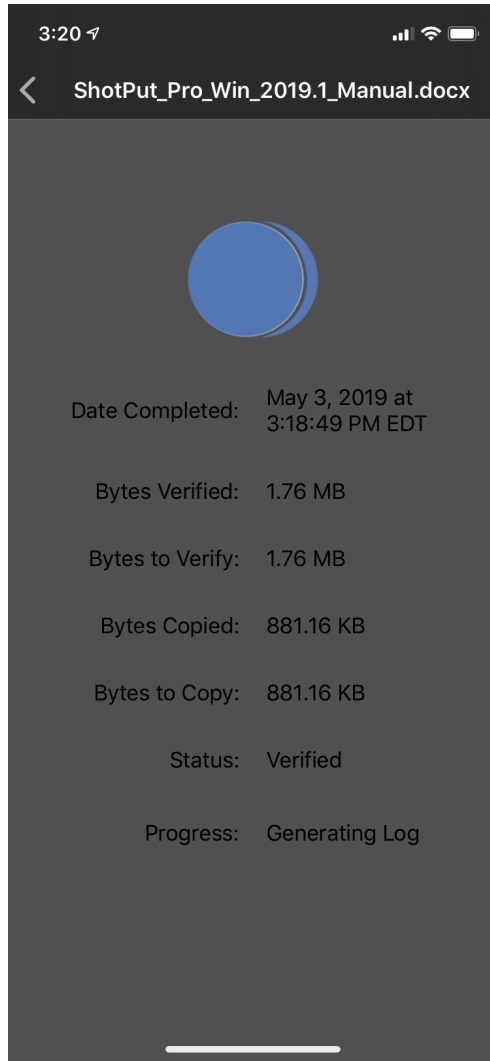 3:20
ShotPut_Pro_Win_2019.1_Manual.docx
Date Completed: May 3, 2019 at
3:18:49 PM EDT
Bytes Verified: 1.76 MB
Bytes to Verify: 1.76 MB
Bytes Copied: 881.16 KB
Bytes to Copy: 881.16 KB
Status: Verified
Progress: Generating Log